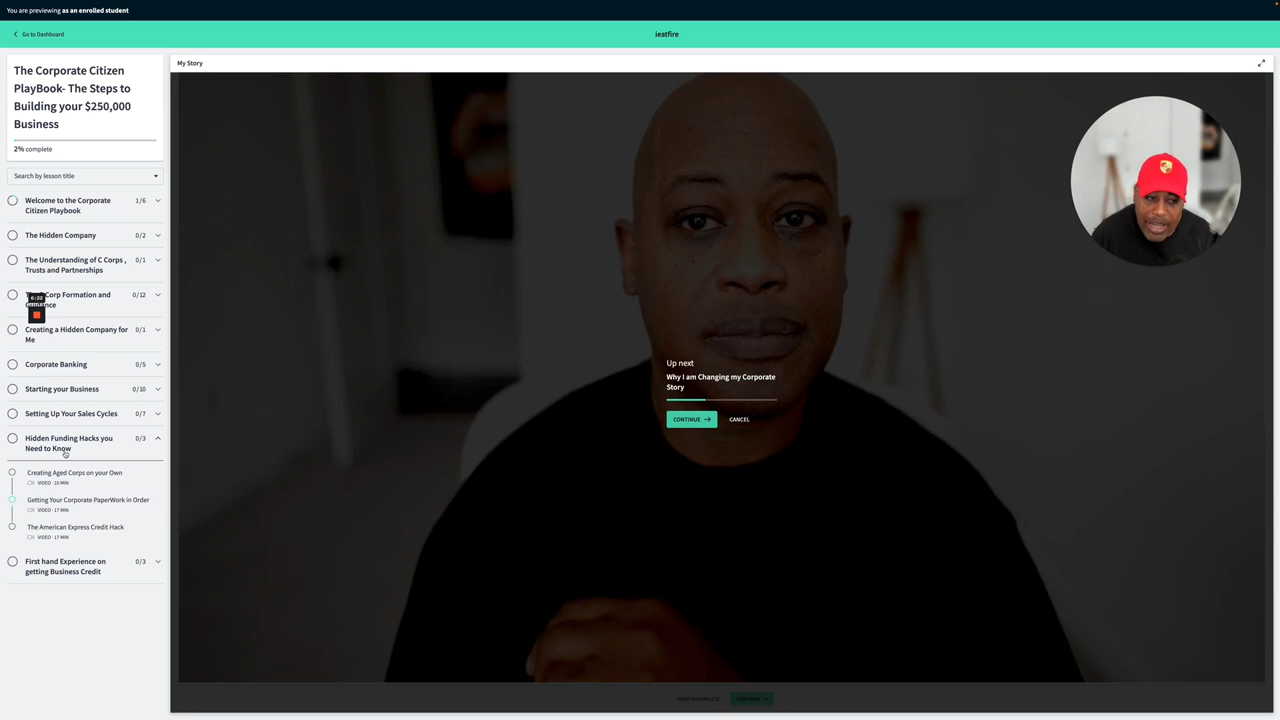 You are previewing as an enrolled student
Go to Dashboard
ieatfire
The Corporate Citizen
PlayBook- The Steps to
Building your $250,000
Business
2% complete
Search by lesson title
Welcome to the Corporate
Citizen Playbook
1/6
The Hidden Company
0/2
The Understanding of C Corps ,
Trusts and Partnerships
0/1
Corp Formation and
0/12
6:22
Creating a Hidden Company for
Me
0/1
Corporate Banking
0/5
Starting your Business
0/10
Setting Up Your Sales Cycles
0/7
Hidden Funding Hacks you
Need to Know
0/3
Creating Aged Corps on your Own
VIDEO · 10 MIN
Getting Your Corporate PaperWork in Order
VIDEO · 17 MIN
The American Express Credit Hack
VIDEO · 17 MIN
First hand Experience on
getting Business Credit
0/3
My Story
Up next
Why I am Changing my Corporate
Story
CONTINUE
CANCEL
CONTINUE